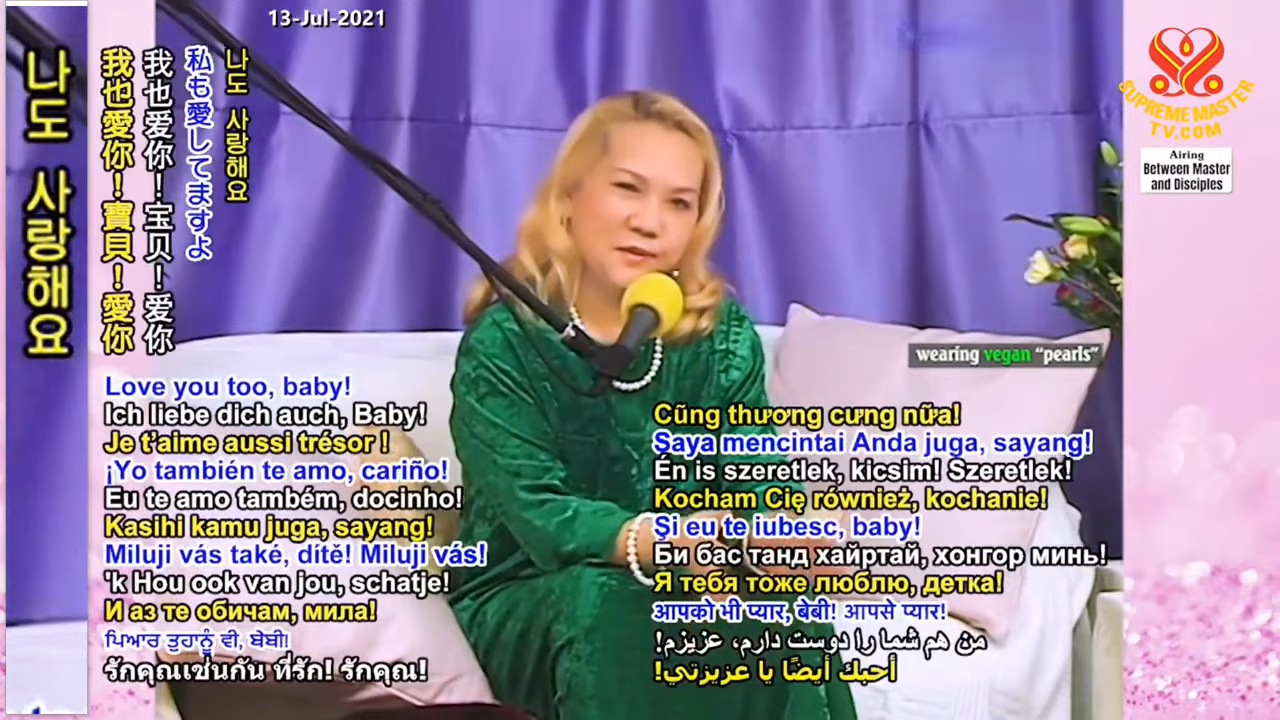 13-Jul-2021
나도 사랑해요
我也愛你！寶貝！愛你
我也爱你！宝贝！爱你
私も愛してますよ
나도 사랑해요
SUPREME MASTER
TV.COM
Airing
Between Master
and Disciples
wearing vegan “pearls”
Love you too, baby!
Ich liebe dich auch, Baby!
Je t’aime aussi trésor !
¡Yo también te amo, cariño!
Eu te amo também, docinho!
Kasihi kamu juga, sayang!
Miluji vás také, dítě! Miluji vás!
'k Hou ook van jou, schatje!
И аз те обичам, мила!
ਪਿਆਰ ਤੁਹਾਨੂੰ ਵੀ, ਬੇਬੀ!
รักคุณเช่นกัน ที่รัก! รักคุณ!
Cũng thương cưng nữa!
Saya mencintai Anda juga, sayang!
Én is szeretlek, kicsim! Szeretlek!
Kocham Cię również, kochanie!
Şi eu te iubesc, baby!
Би бас танд хайртай, хонгор минь!
Я тебя тоже люблю, детка!
आपको भी प्यार, बेबी! आपसे प्यार!
من هم شما را دوست دارم، عزیزم!
أحبك أيضًا يا عزيزتي!